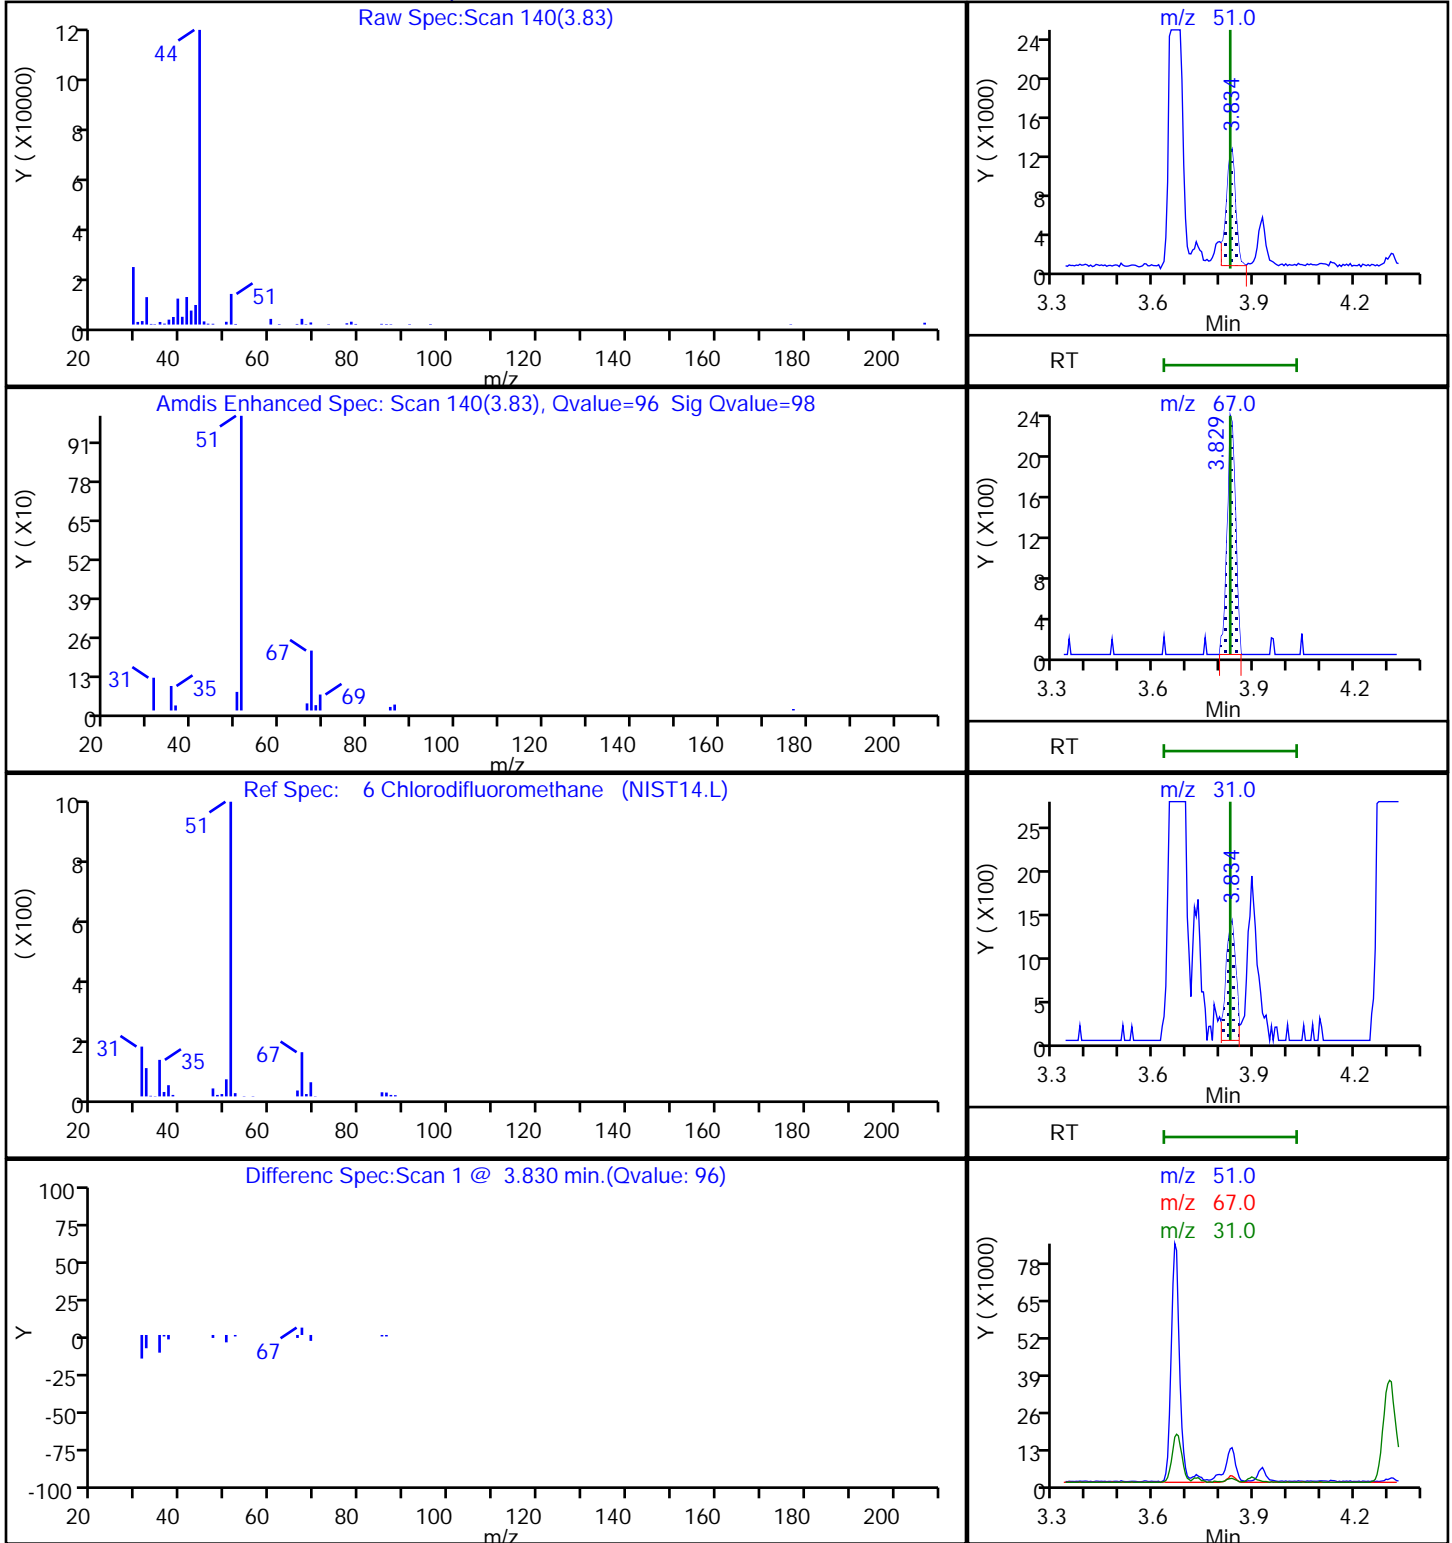 Raw Spec:Scan 140(3.83)
Y ( X10000)
12
10
8
6
4
2
0
44
51
20 40 60 80 100 120 140 160 180 200
m/z
m/z 51.0
Y ( X1000)
24
20
16
12
8
4
0
3.834
3.3 3.6 3.9 4.2
Min
RT
Amdis Enhanced Spec: Scan 140(3.83), Qvalue=96 Sig Qvalue=98
Y ( X10)
91
78
65
52
39
26
13
0
51
31
35
67
69
20 40 60 80 100 120 140 160 180 200
m/z
m/z 67.0
Y ( X100)
24
20
16
12
8
4
0
3.829
3.3 3.6 3.9 4.2
Min
RT
Ref Spec: 6 Chlorodifluoromethane (NIST14.L)
( X100)
10
8
6
4
2
0
51
31
35
67
20 40 60 80 100 120 140 160 180 200
m/z 31.0
Y ( X100)
25
20
15
10
5
0
3.834
3.3 3.6 3.9 4.2
Min
RT
Differenc Spec:Scan 1 @ 3.830 min.(Qvalue: 96)
Y
100
75
50
25
0
-25
-50
-75
-100
67
20 40 60 80 100 120 140 160 180 200
m/z
m/z 51.0
m/z 67.0
m/z 31.0
Y ( X1000)
78
65
52
39
26
13
0
3.3 3.6 3.9 4.2
Min